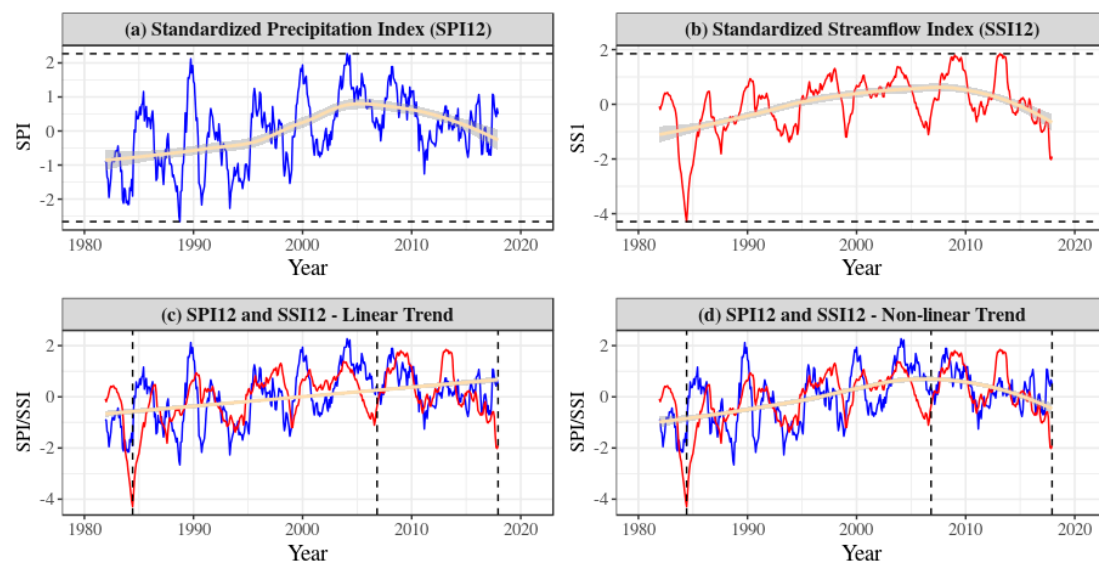 (a) Standardized Precipitation Index (SPI12)
2
1
0
-1
-2
SPI
1980 1990 2000 2010 2020
Year
(b) Standardized Streamflow Index (SSI12)
2
0
-2
-4
SSI
1980 1990 2000 2010 2020
Year
(c) SPI12 and SSI12 - Linear Trend
2
0
-2
-4
SPI/SSI
1980 1990 2000 2010 2020
Year
(d) SPI12 and SSI12 - Non-linear Trend
2
0
-2
-4
SPI/SSI
1980 1990 2000 2010 2020
Year